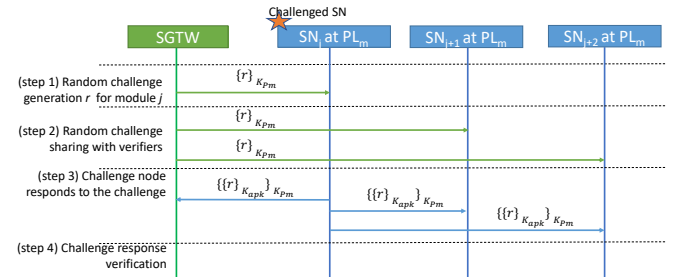 Challenged SN
SGTW
SNj at PLm
SNj+1 at PLm
SNj+2 at PLm
(step 1) Random challenge
generation r for module j
{r} KPm
(step 2) Random challenge
sharing with verifiers
{r} KPm
{r} KPm
(step 3) Challenge node
responds to the challenge
{{r} Kapk} KPm
{{r} Kapk} KPm
{{r} Kapk} KPm
(step 4) Challenge response
verification